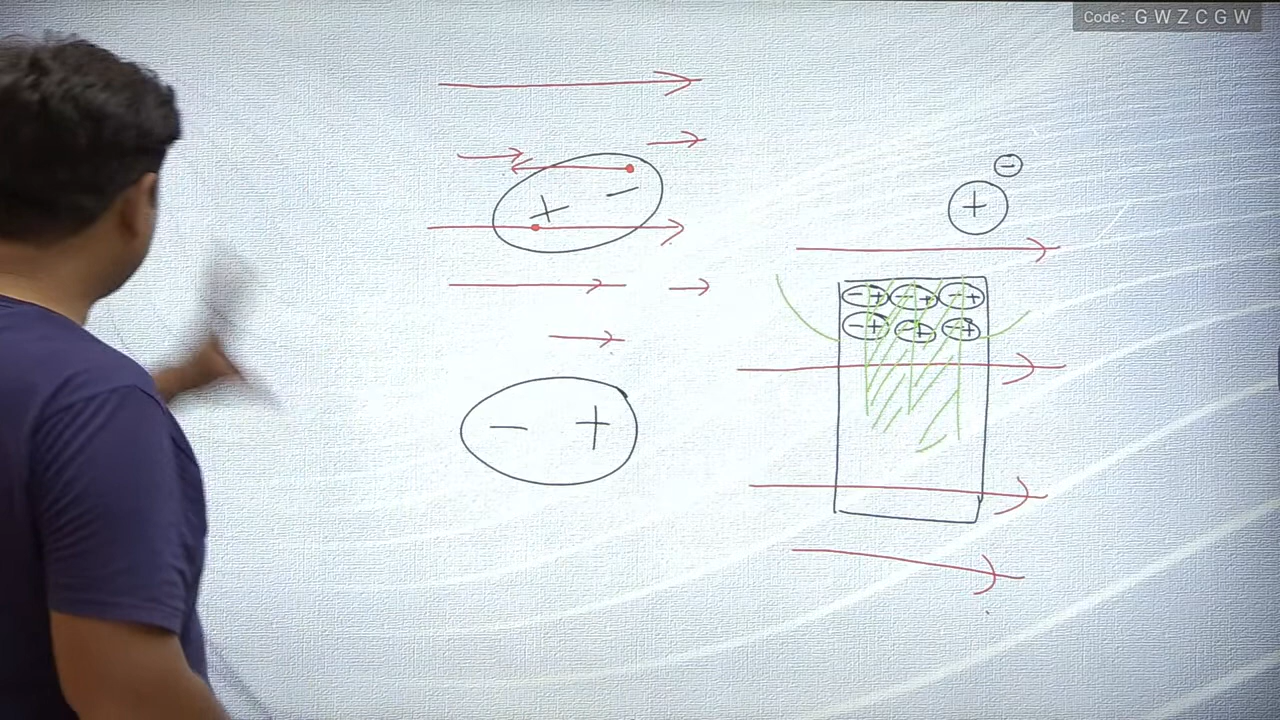 Code: G W Z C G W
+ −
− +
−
+
− + − + − +
− + − + − +